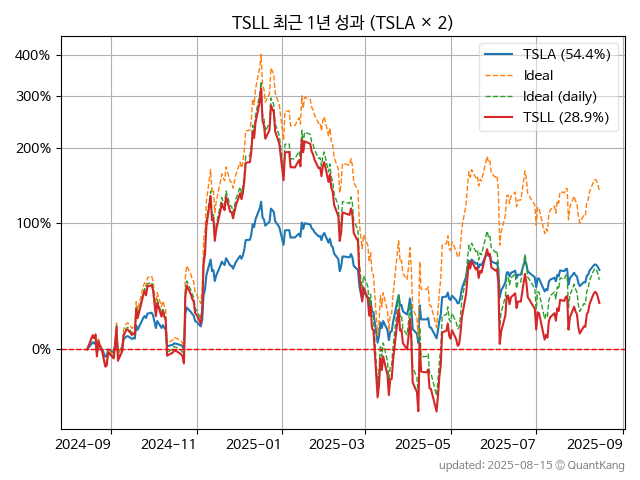 TSLL 최근 1년 성과 (TSLA × 2)
400%
300%
200%
100%
0%
TSLA (54.4%)
Ideal
Ideal (daily)
TSLL (28.9%)
2024-09
2024-11
2025-01
2025-03
2025-05
2025-07
2025-09
updated: 2025-08-15 © QuantKang